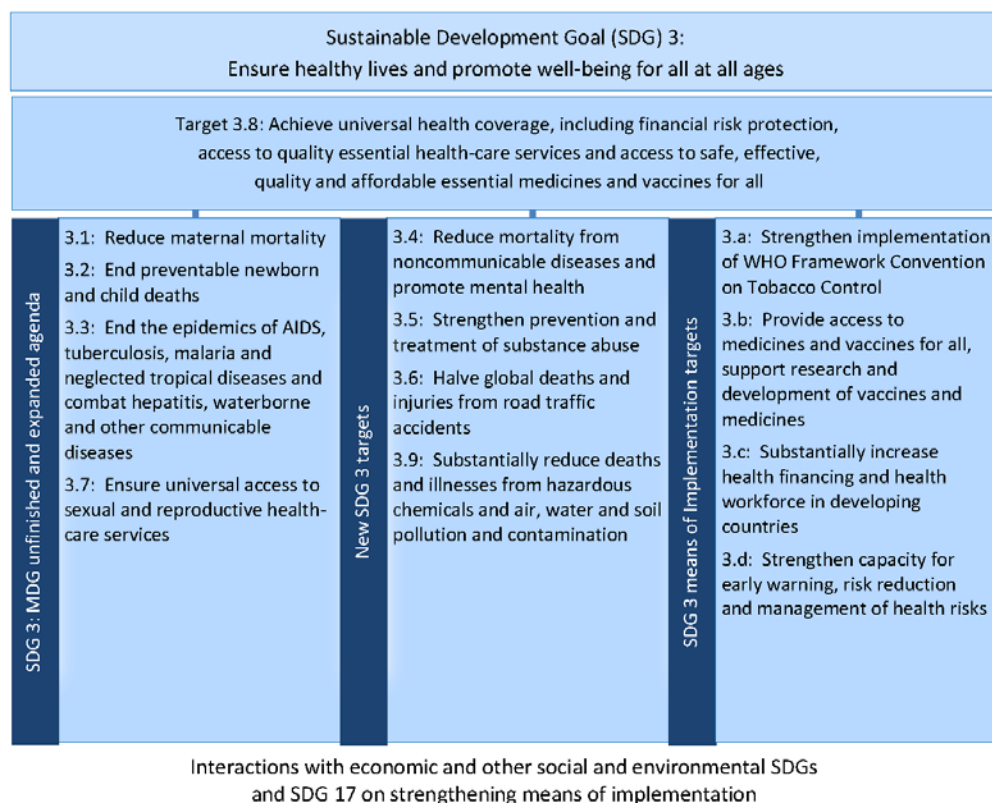 Sustainable Development Goal (SDG) 3:
Ensure healthy lives and promote well-being for all at all ages
Target 3.8: Achieve universal health coverage, including financial risk protection,
access to quality essential health-care services and access to safe, effective,
quality and affordable essential medicines and vaccines for all
SDG 3: MDG unfinished and expanded agenda
3.1: Reduce maternal mortality
3.2: End preventable newborn
and child deaths
3.3: End the epidemics of AIDS,
tuberculosis, malaria and
neglected tropical diseases and
combat hepatitis, waterborne
and other communicable
diseases
3.7: Ensure universal access to
sexual and reproductive health-
care services
New SDG 3 targets
3.4: Reduce mortality from
noncommunicable diseases and
promote mental health
3.5: Strengthen prevention and
treatment of substance abuse
3.6: Halve global deaths and
injuries from road traffic
accidents
3.9: Substantially reduce deaths
and illnesses from hazardous
chemicals and air, water and soil
pollution and contamination
SDG 3 means of Implementation targets
3.a: Strengthen implementation
of WHO Framework Convention
on Tobacco Control
3.b: Provide access to
medicines and vaccines for all,
support research and
development of vaccines and
medicines
3.c: Substantially increase
health financing and health
workforce in developing
countries
3.d: Strengthen capacity for
early warning, risk reduction
and management of health risks
Interactions with economic and other social and environmental SDGs
and SDG 17 on strengthening means of implementation